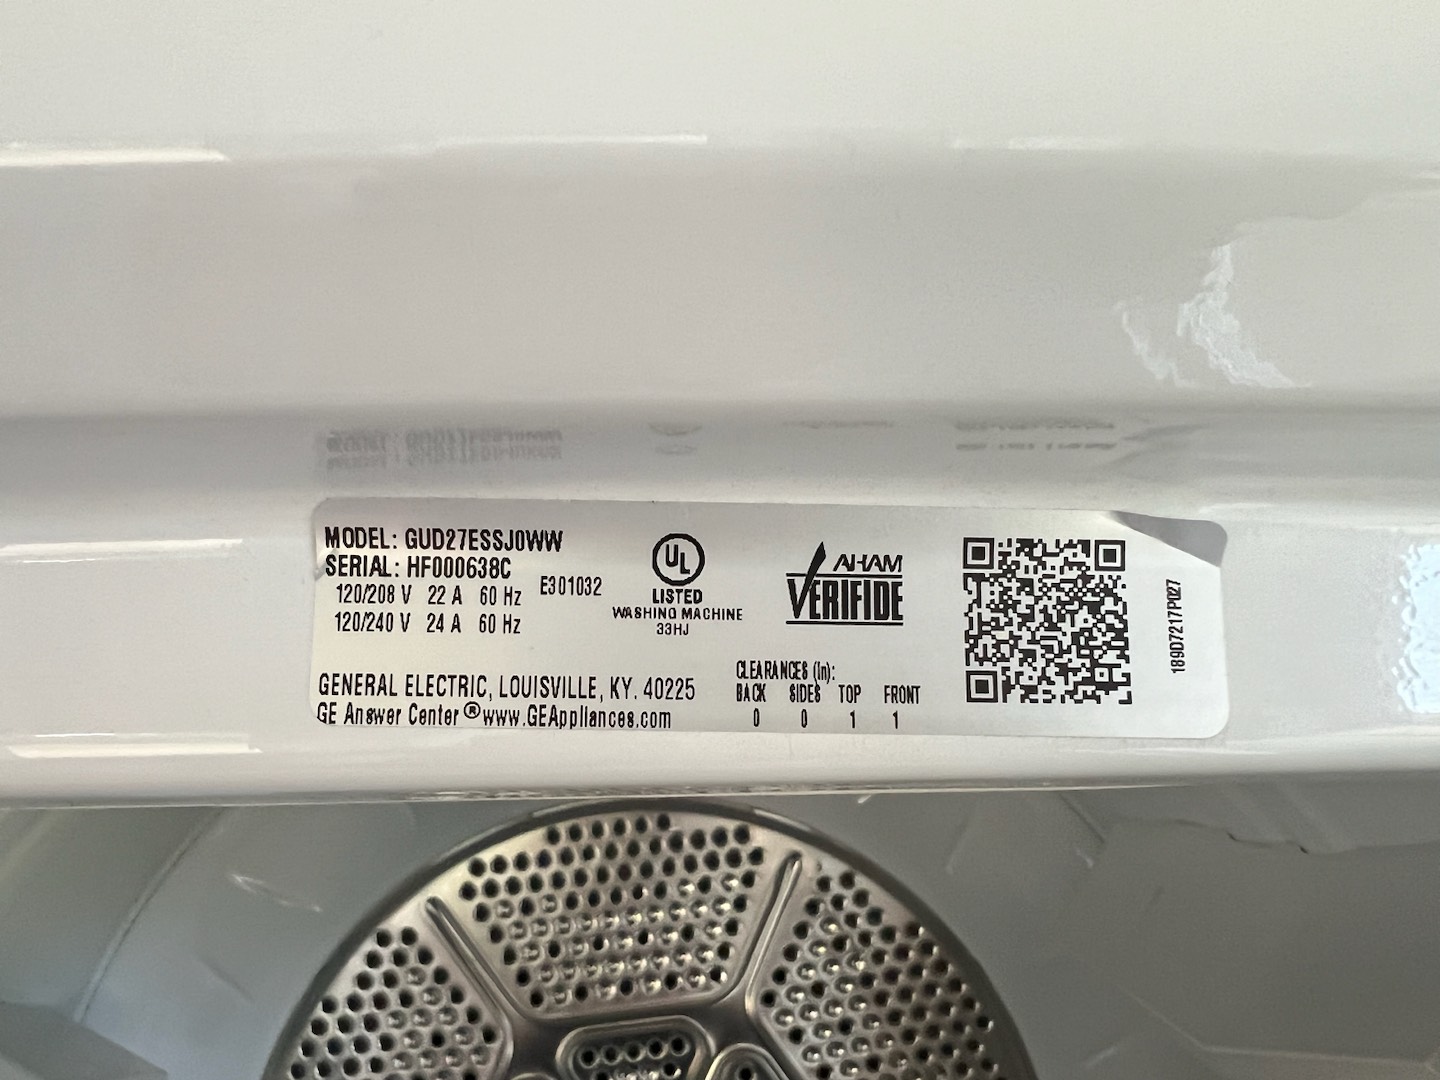 MODEL: GUD27ESSJ0WW
SERIAL: HF000638C
120/208 V 22 A 60 Hz
120/240 V 24 A 60 Hz
E301032
UL
LISTED
WASHING MACHINE
33HJ
AHAM
VERIFIDE
GENERAL ELECTRIC, LOUISVILLE, KY. 40225
GE Answer Center ® www.GEAppliances.com
CLEARANCES (In):
BACK SIDES TOP FRONT
0 0 1 1
189D7217P027